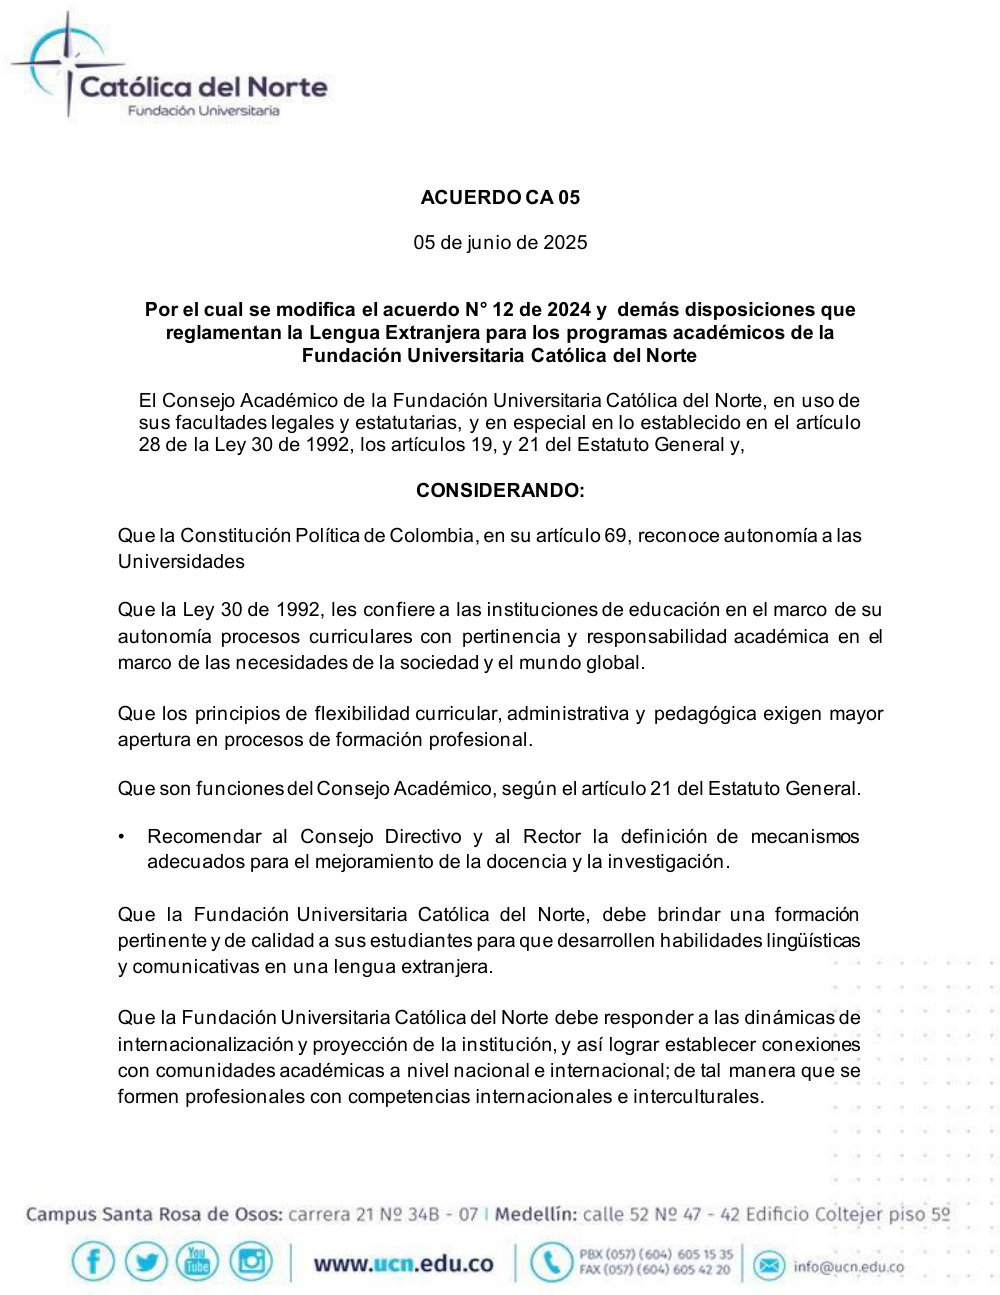 Católica del Norte
Fundación Universitaria
ACUERDO CA 05
05 de junio de 2025
Por el cual se modifica el acuerdo N° 12 de 2024 y demás disposiciones que
reglamentan la Lengua Extranjera para los programas académicos de la
Fundación Universitaria Católica del Norte
El Consejo Académico de la Fundación Universitaria Católica del Norte, en uso de
sus facultades legales y estatutarias, y en especial en lo establecido en el artículo
28 de la Ley 30 de 1992, los artículos 19, y 21 del Estatuto General y,
CONSIDERANDO:
Que la Constitución Política de Colombia, en su artículo 69, reconoce autonomía a las
Universidades
Que la Ley 30 de 1992, les confiere a las instituciones de educación en el marco de su
autonomía procesos curriculares con pertinencia y responsabilidad académica en el
marco de las necesidades de la sociedad y el mundo global.
Que los principios de flexibilidad curricular, administrativa y pedagógica exigen mayor
apertura en procesos de formación profesional.
Que son funciones del Consejo Académico, según el artículo 21 del Estatuto General.
• Recomendar al Consejo Directivo y al Rector la definición de mecanismos
adecuados para el mejoramiento de la docencia y la investigación.
Que la Fundación Universitaria Católica del Norte, debe brindar una formación
pertinente y de calidad a sus estudiantes para que desarrollen habilidades lingüísticas
y comunicativas en una lengua extranjera.
Que la Fundación Universitaria Católica del Norte debe responder a las dinámicas de
internacionalización y proyección de la institución, y así lograr establecer conexiones
con comunidades académicas a nivel nacional e internacional; de tal manera que se
formen profesionales con competencias internacionales e interculturales.
Campus Santa Rosa de Osos: carrera 21 Nº 34B - 07 | Medellín: calle 52 Nº 47 - 42 Edificio Coltejer piso 5º
You Tube
www.ucn.edu.co
PBX (057) (604) 605 15 35
FAX (057) (604) 605 42 20
info@ucn.edu.co